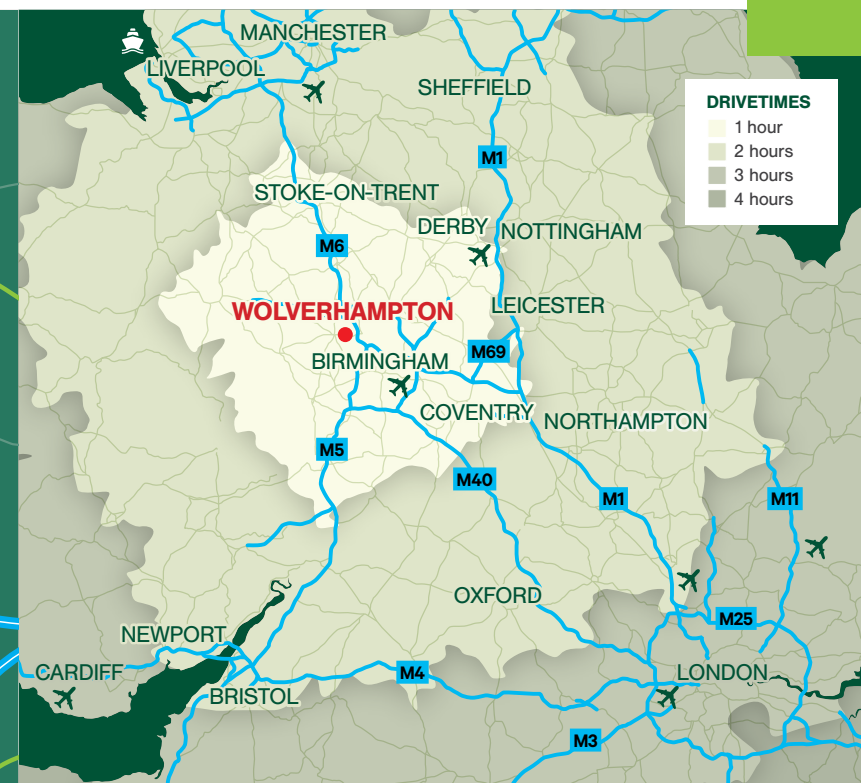 MANCHESTER
LIVERPOOL
SHEFFIELD
DRIVETIMES
1 hour
2 hours
3 hours
4 hours
M1
STOKE-ON-TRENT
DERBY
NOTTINGHAM
M6
LEICESTER
WOLVERHAMPTON
M69
BIRMINGHAM
COVENTRY
NORTHAMPTON
M5
M40
M1
M11
OXFORD
M25
NEWPORT
CARDIFF
M4
LONDON
BRISTOL
M3